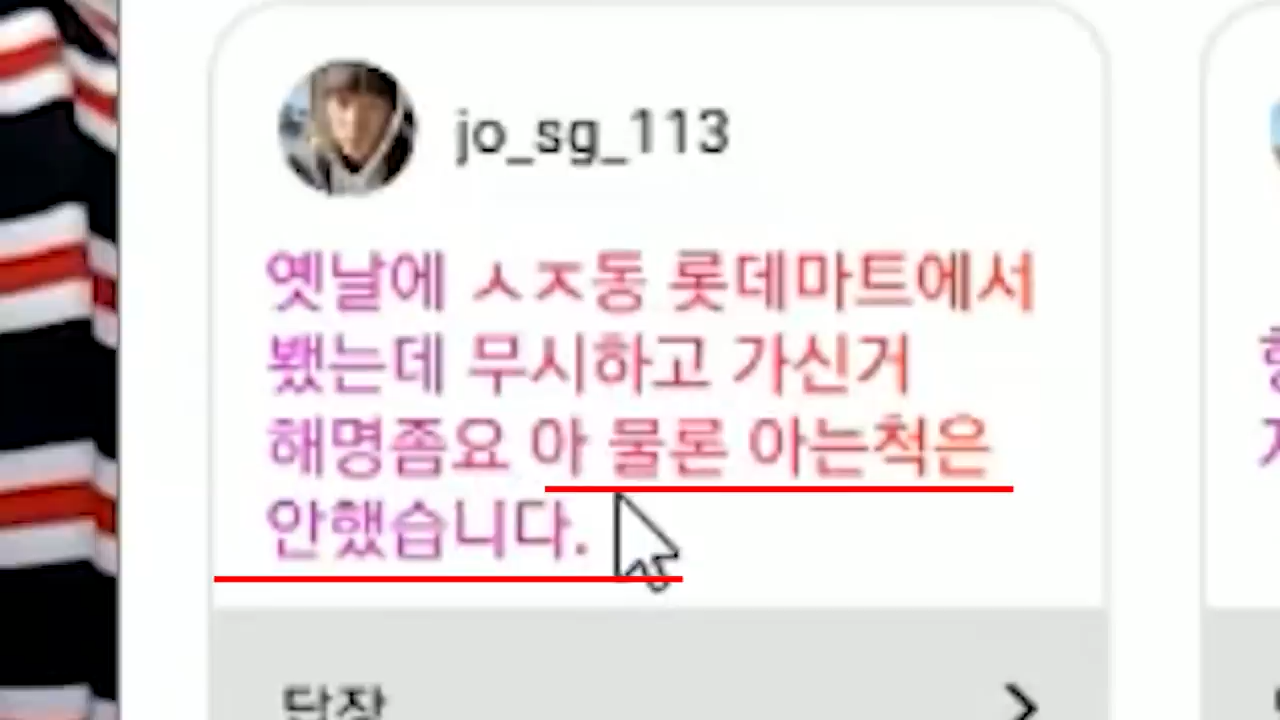 jo_sg_113
옛날에 ㅅㅈ동 롯데마트에서
봤는데 무시하고 가신거
해명좀요 아 물론 아는척은
안했습니다.
답장